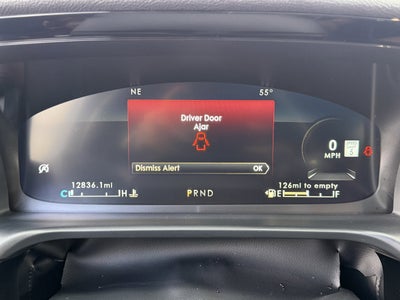 NE 55°
Driver Door
Ajar
0
MPH
Dismiss Alert OK
12836.1mi 126mi to empty
C H PRND E F